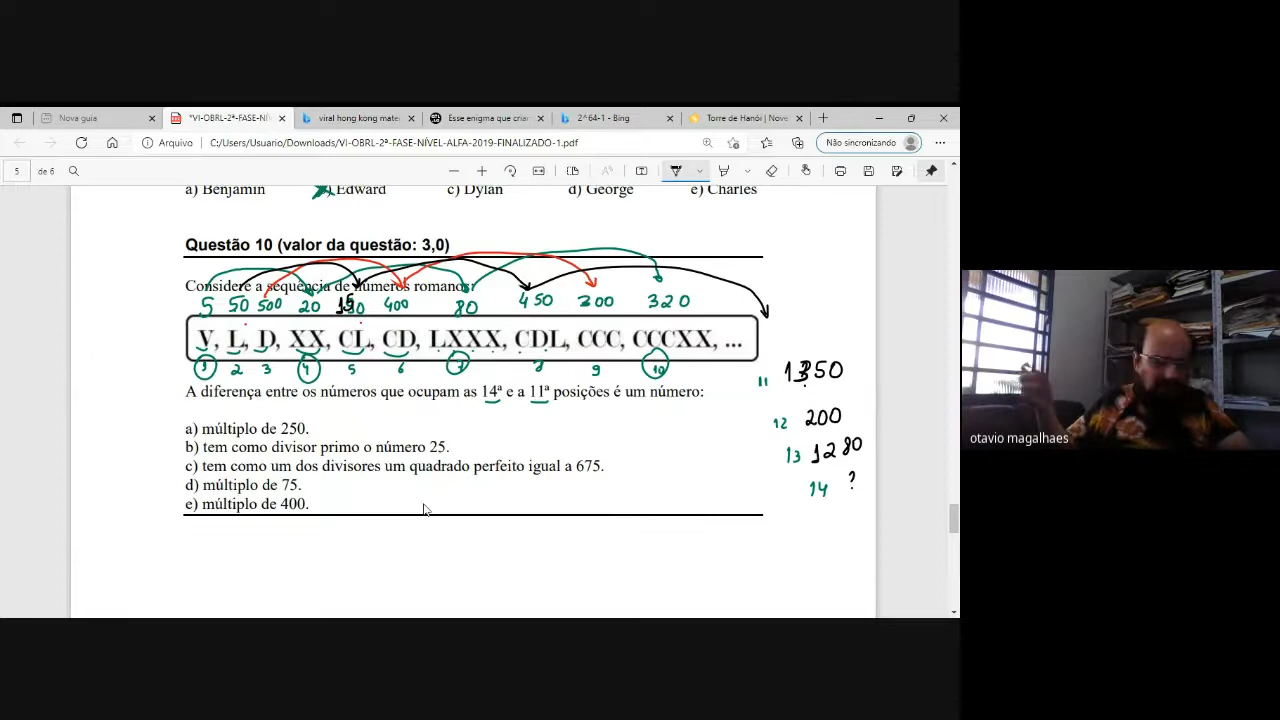 Nova guia
*VI-OBRL-2ª-FASE-NÍ
viral hong kong mate
Esse enigma que criar
2^64-1 - Bing
Torre de Hanói | Nove
Arquivo
C:/Users/Usuario/Downloads/VI-OBRL-2ª-FASE-NÍVEL-ALFA-2019-FINALIZADO-1.pdf
Não sincronizando
5 de 6
a) Benjamin Edward c) Dylan d) George e) Charles
Questão 10 (valor da questão: 3,0)
Considere a sequência de números romanos:
5 50 500 20 150 400 80 450 300 320
V, L, D, XX, CL, CD, LXXX, CDL, CCC, CCCXX, ...
1 2 3 4 5 6 7 8 9 10
11 1350
A diferença entre os números que ocupam as 14ª e a 11ª posições é um número:
12 200
a) múltiplo de 250.
b) tem como divisor primo o número 25.
13 1280
c) tem como um dos divisores um quadrado perfeito igual a 675.
d) múltiplo de 75.
14 ?
e) múltiplo de 400.
otavio magalhaes